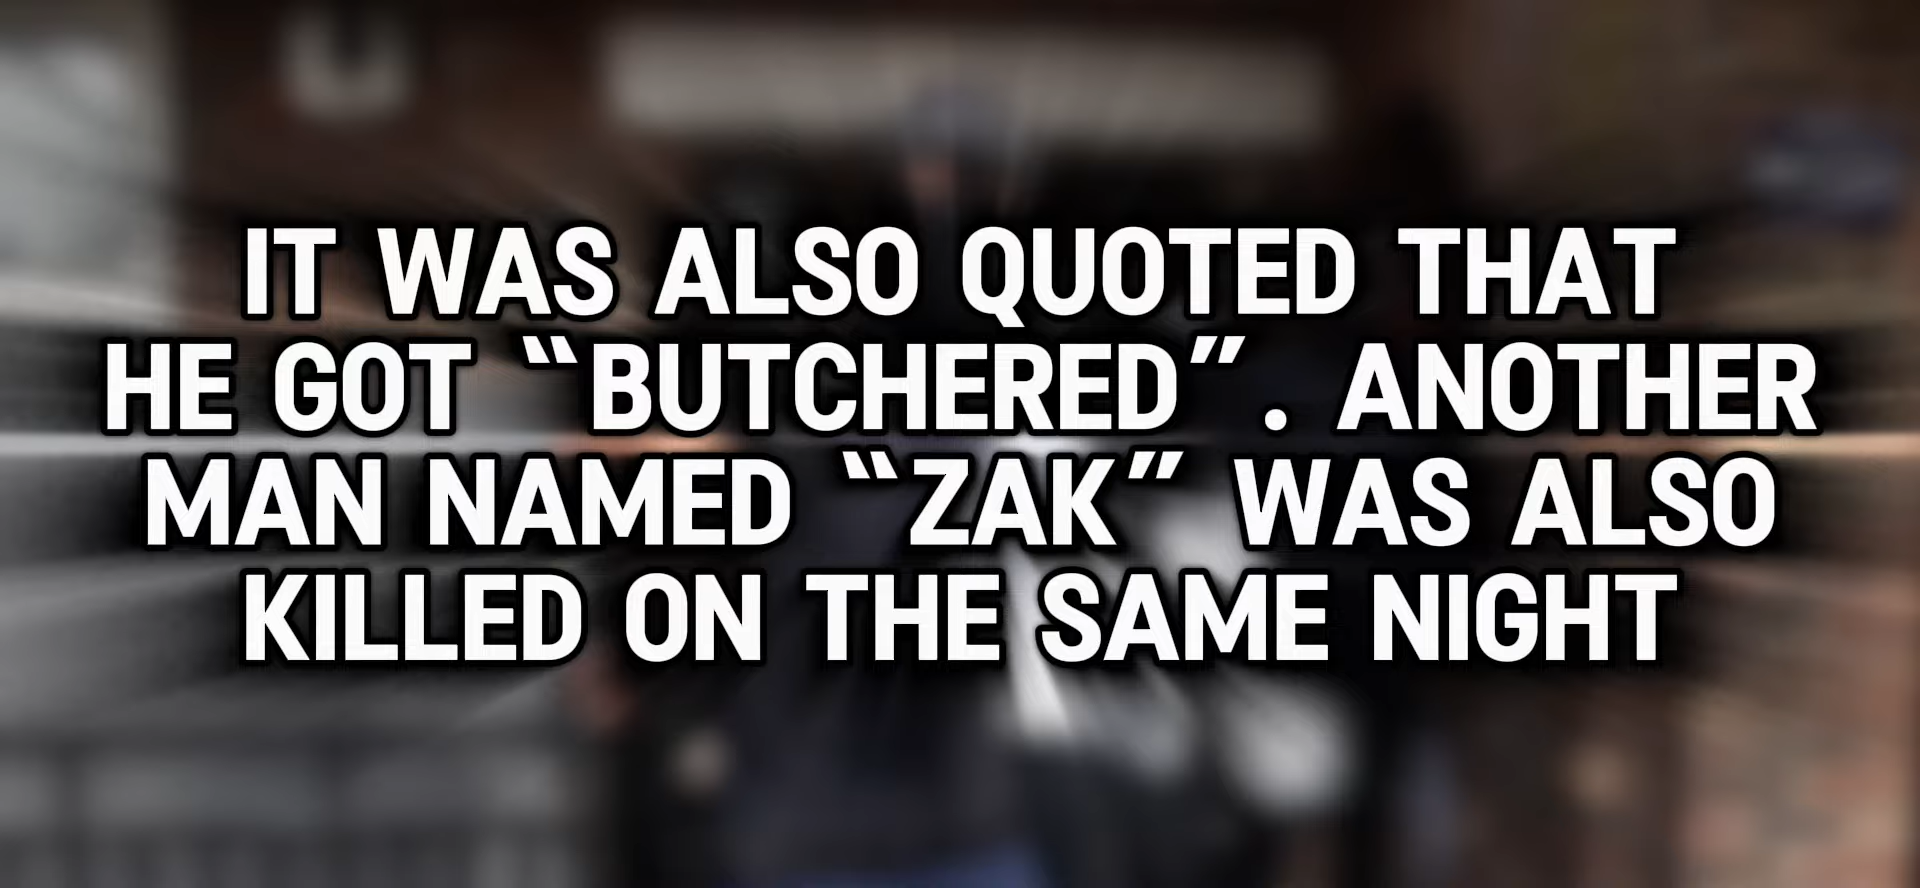 IT WAS ALSO QUOTED THAT
HE GOT “BUTCHERED”. ANOTHER
MAN NAMED “ZAK” WAS ALSO
KILLED ON THE SAME NIGHT